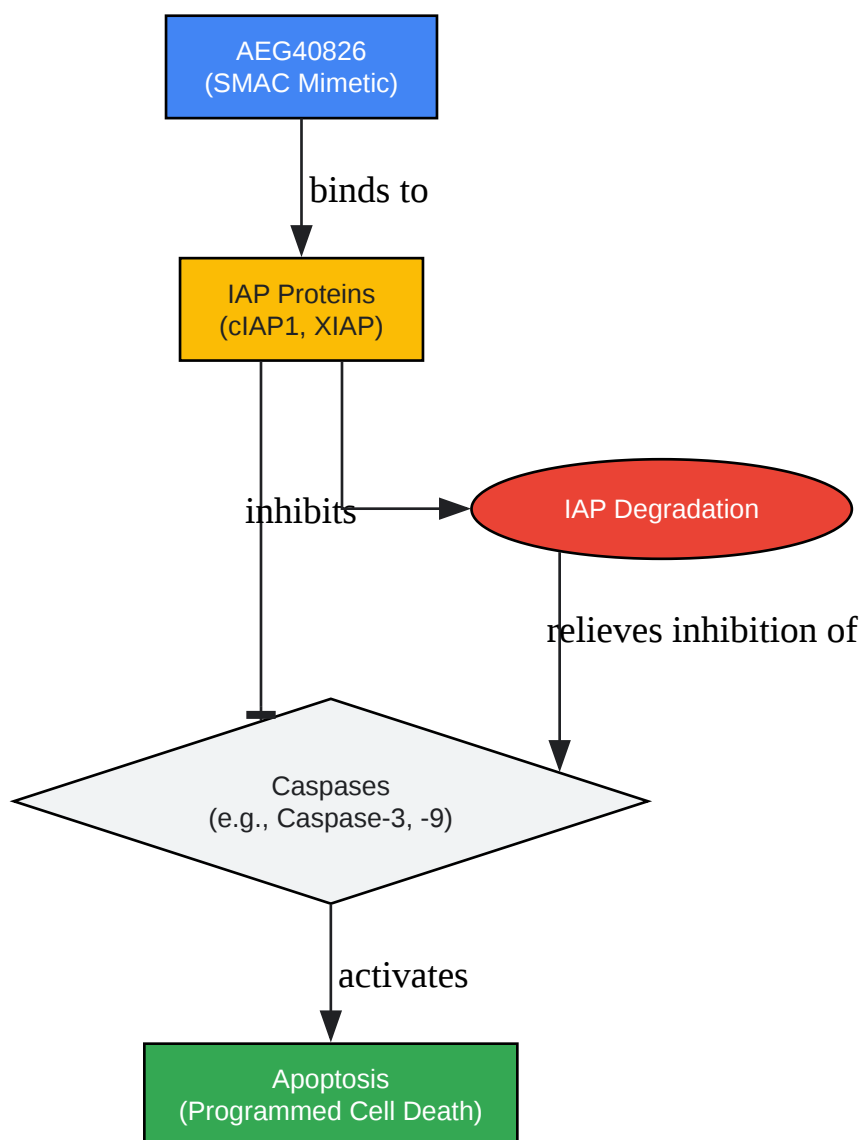 AEG40826
(SMAC Mimetic)
binds to
IAP Proteins
(cIAP1, XIAP)
inhibits
IAP Degradation
relieves inhibition of
Caspases
(e.g., Caspase-3, -9)
activates
Apoptosis
(Programmed Cell Death)